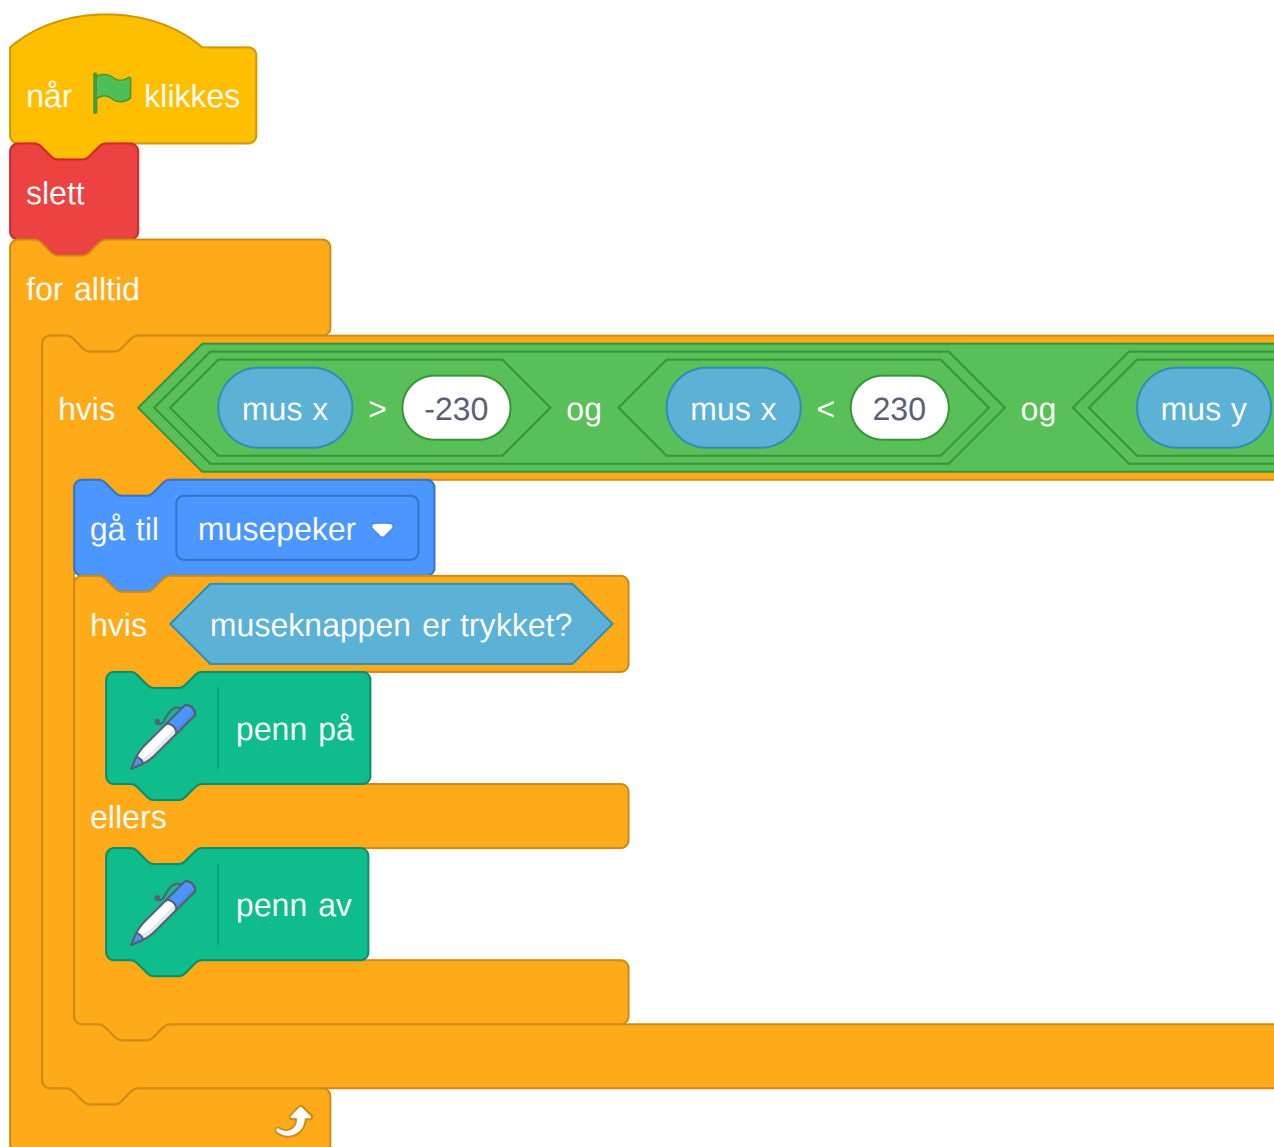 når klikkes
slett
for alltid
hvis mus x > -230 og mus x < 230 og mus y
gå til musepeker
hvis museknappen er trykket?
penn på
ellers
penn av